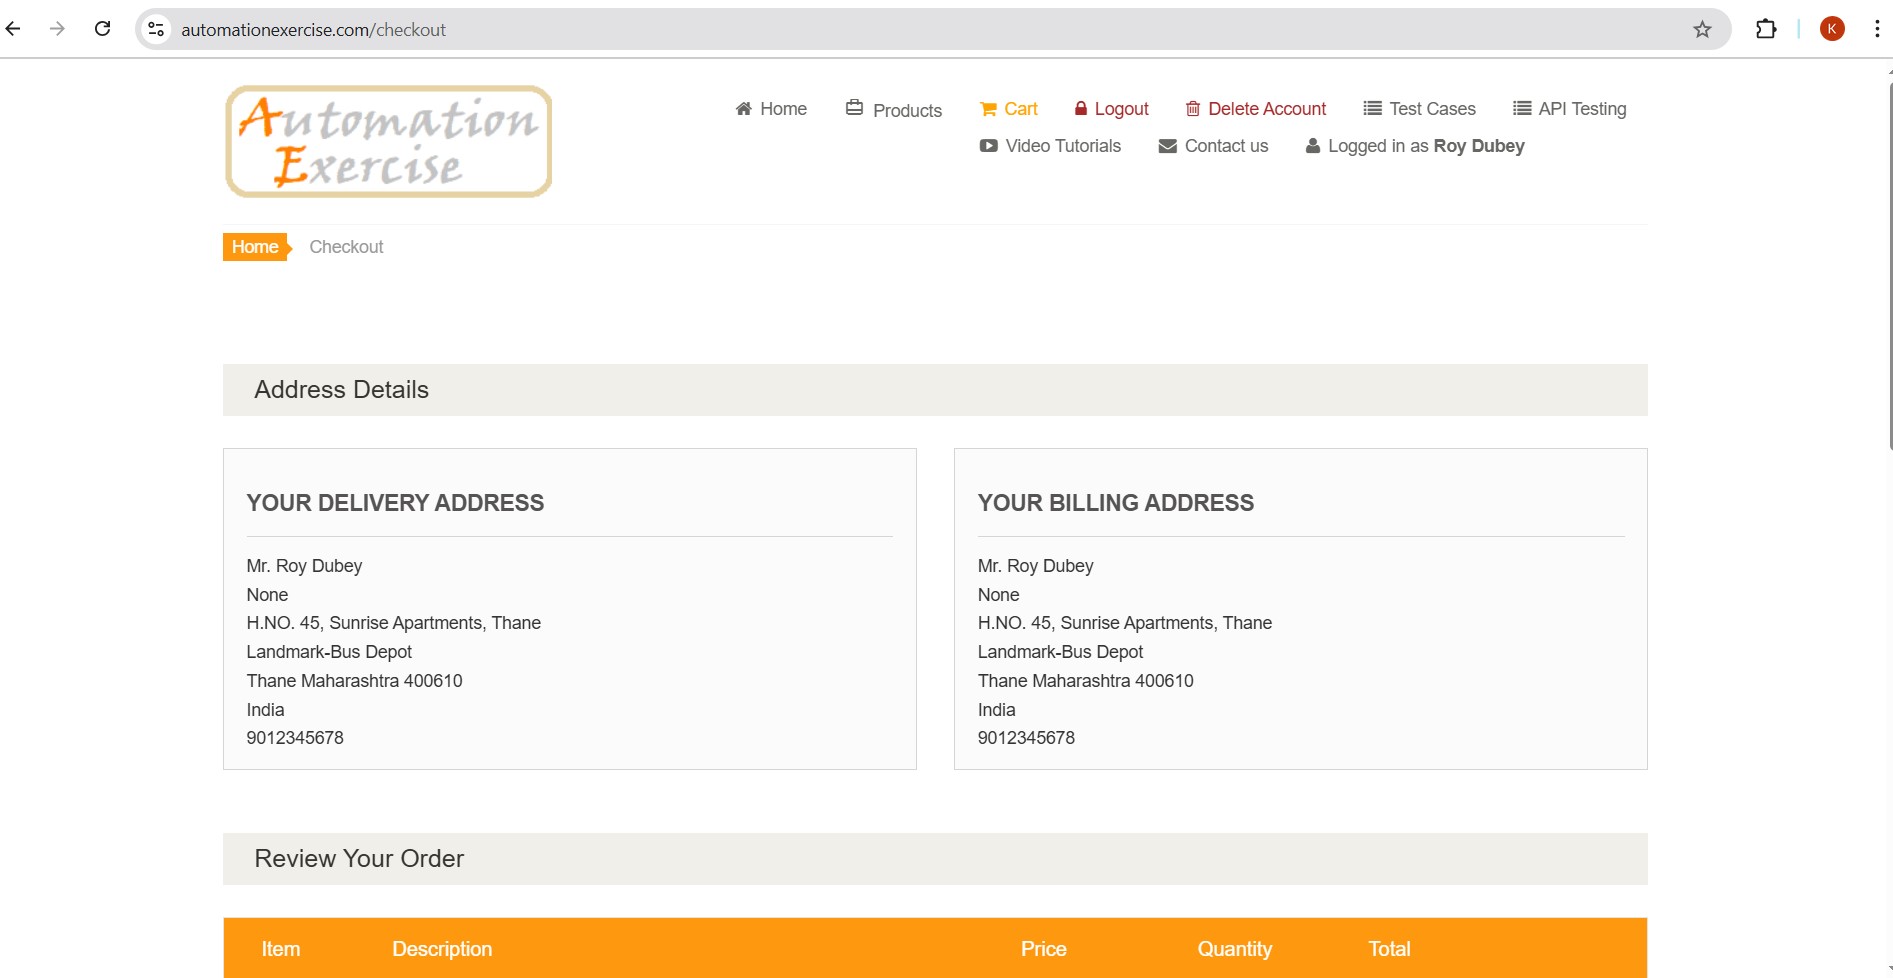 automationexercise.com/checkout
K
Automation
Exercise
Home Products Cart Logout Delete Account Test Cases API Testing
Video Tutorials Contact us Logged in as Roy Dubey
Home Checkout
Address Details
YOUR DELIVERY ADDRESS
Mr. Roy Dubey
None
H.NO. 45, Sunrise Apartments, Thane
Landmark-Bus Depot
Thane Maharashtra 400610
India
9012345678
YOUR BILLING ADDRESS
Mr. Roy Dubey
None
H.NO. 45, Sunrise Apartments, Thane
Landmark-Bus Depot
Thane Maharashtra 400610
India
9012345678
Review Your Order
Item Description Price Quantity Total